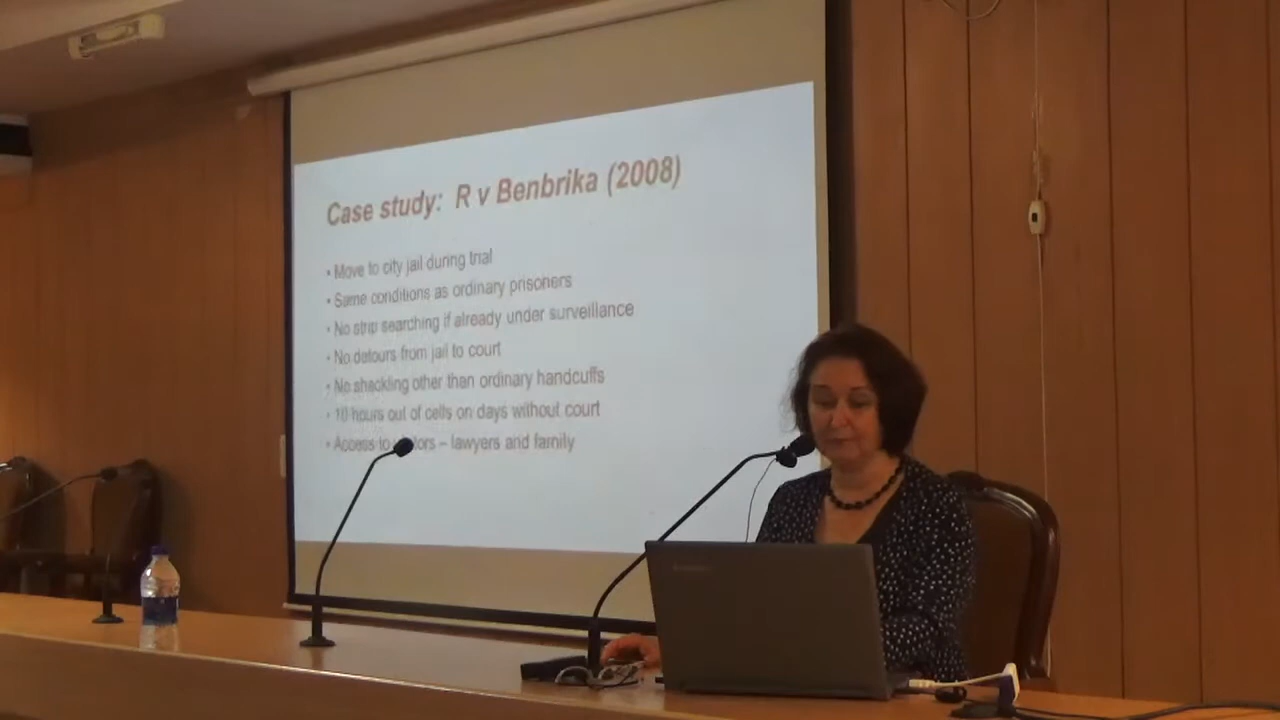 Case study: R v Benbrika (2008)
• Move to city jail during trial
• Same conditions as ordinary prisoners
• No strip searching if already under surveillance
• No detours from jail to court
• No shackling other than ordinary handcuffs
• 10 hours out of cells on days without court
• Access to – lawyers and family